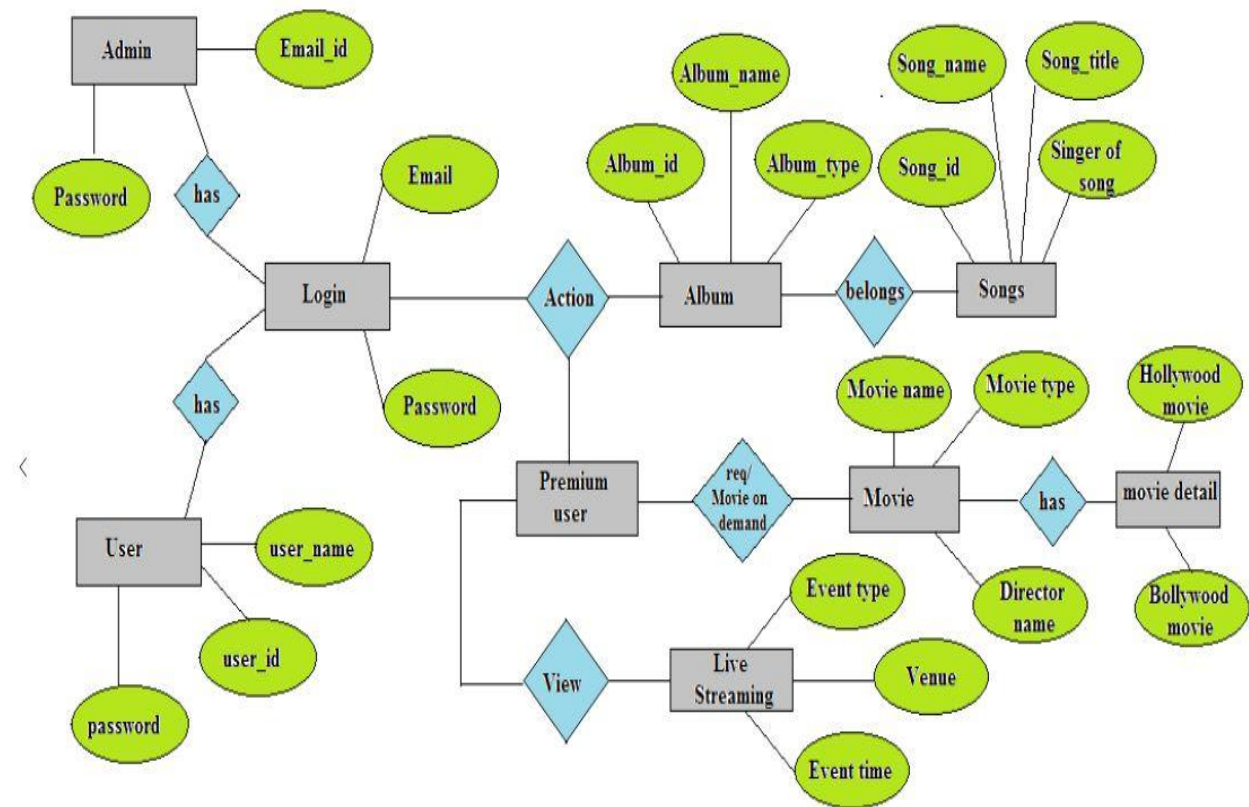 Admin
Email_id
Password
has
Email
Login
Password
has
User
user_name
user_id
password
Action
Album_name
Album_id
Album_type
Album
belongs
Song_name
Song_title
Song_id
Singer of
song
Songs
Premium
user
req/
Movie on
demand
Movie name
Movie type
Movie
Director
name
has
Hollywood
movie
movie detail
Bollywood
movie
View
Event type
Live
Streaming
Venue
Event time